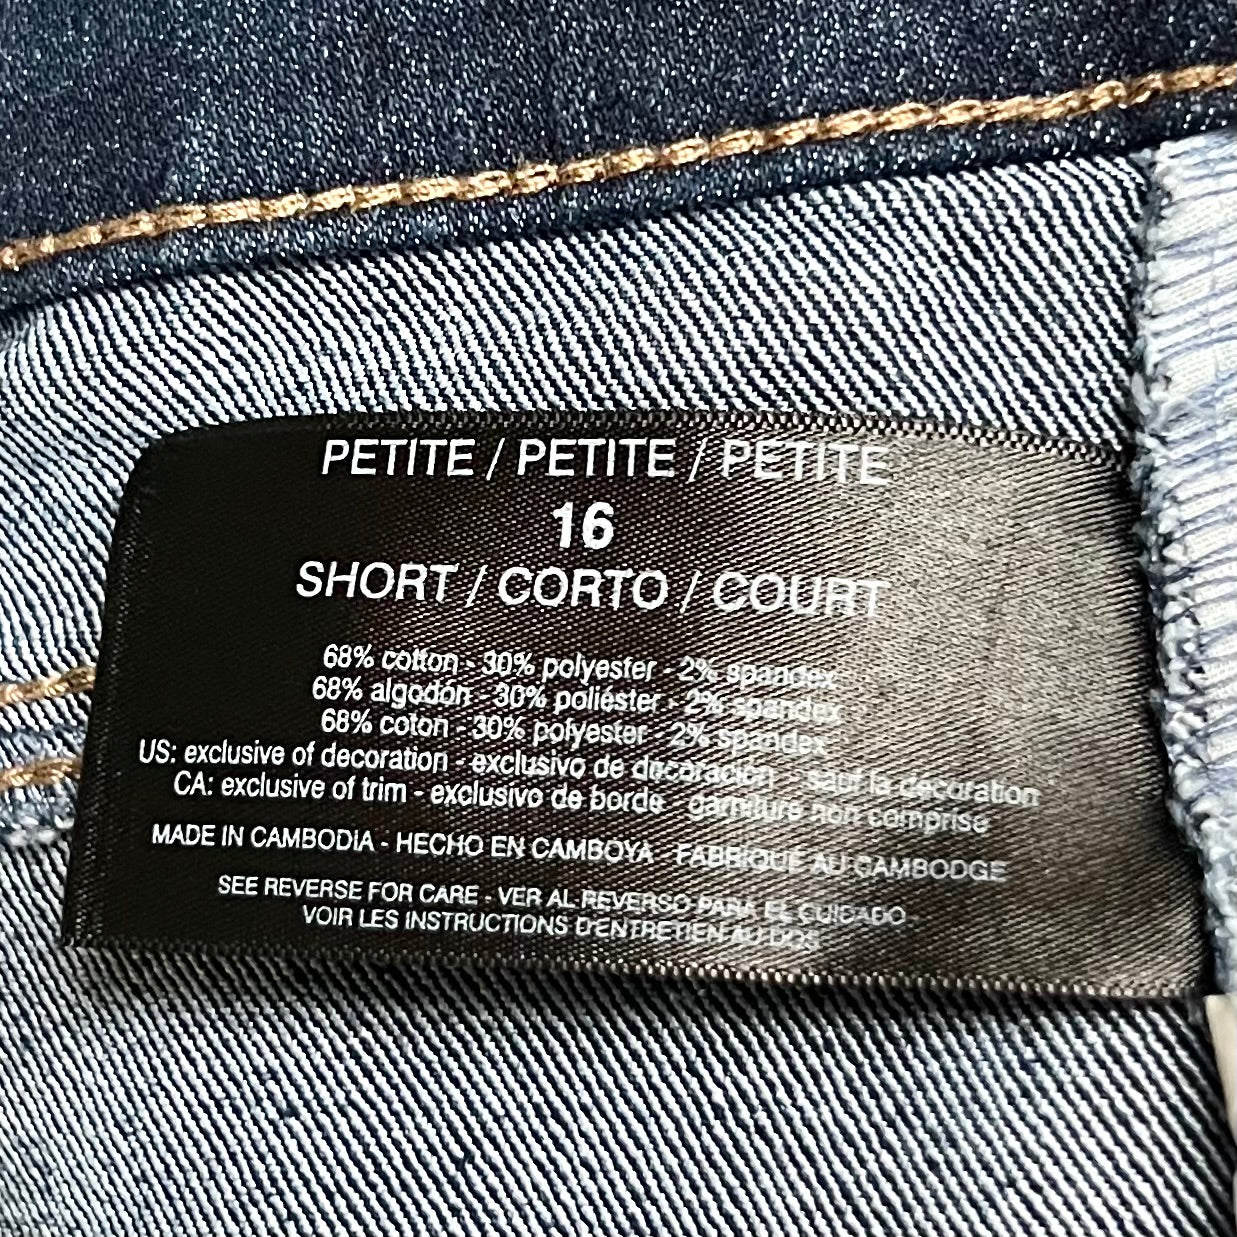 PETITE / PETITE / PETITE
16
SHORT / CORTO / COURT
68% cotton - 30% polyester - 2% spandex
68% algodón - 30% poliéster - 2% spandex
68% coton - 30% polyester - 2% spandex
US: exclusive of decoration - exclusivo de decoración - sauf la décoration
CA: exclusive of trim - exclusivo de borde - garniture non comprise
MADE IN CAMBODIA - HECHO EN CAMBOYA - FABRIQUÉ AU CAMBODGE
SEE REVERSE FOR CARE - VER AL REVERSO PARA EL CUIDADO -
VOIR LES INSTRUCTIONS D'ENTRETIEN AU DOS